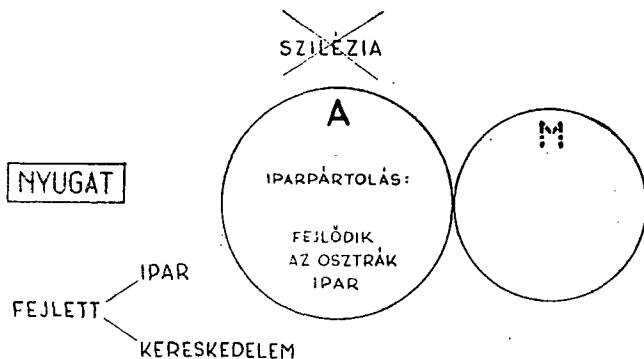 SZILÉZIA
A
M
NYUGAT
IPARPÁRTOLÁS:
FEJLŐDIK
AZ OSZTRÁK
IPAR
IPAR
FEJLETT
KERESKEDELEM